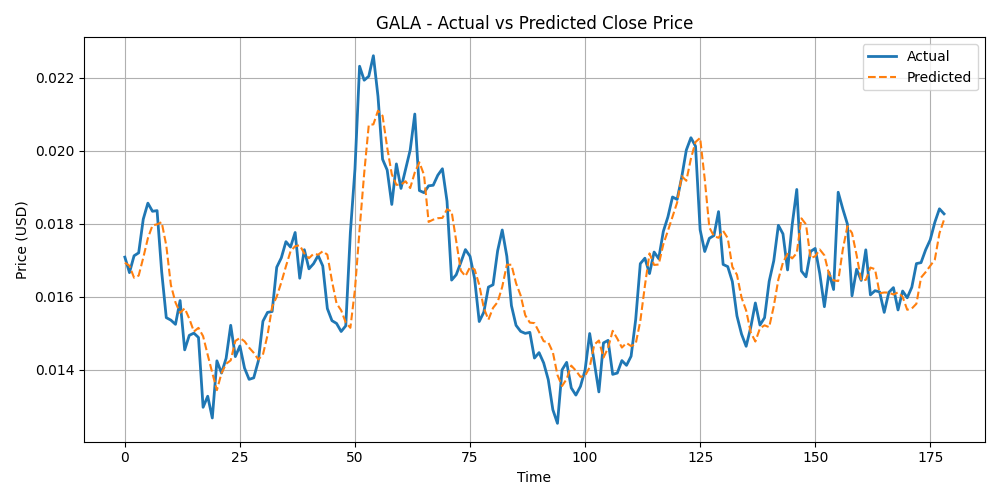 GALA - Actual vs Predicted Close Price
Actual
Predicted
Price (USD)
0.022
0.020
0.018
0.016
0.014
0 25 50 75 100 125 150 175
Time